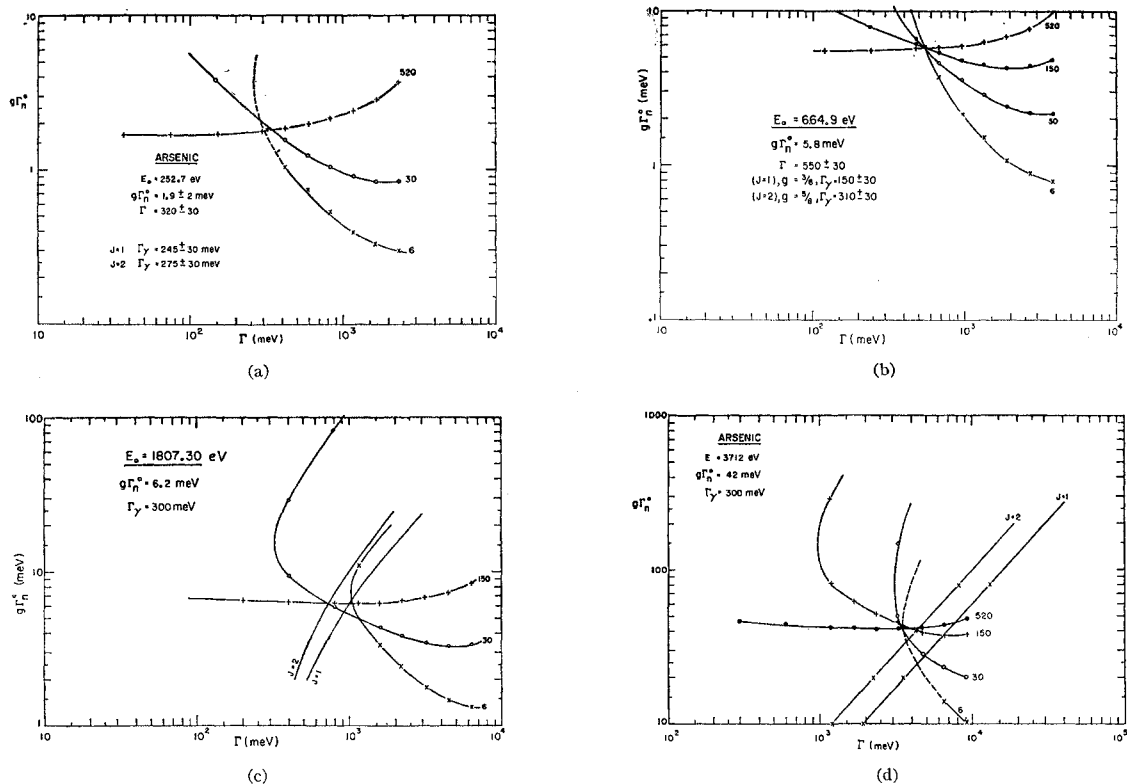 10
520
gΓn°
ARSENIC
E₀ = 252.7 eV
gΓn° = 1.9 ± 2 meV
Γ = 320 ± 30
J=1 Γγ = 245 ± 30 meV
J=2 Γγ = 275 ± 30 meV
1
30
6
10 10² 10³ 10⁴
Γ (meV)
(a)
10
520
150
gΓn° (meV)
E₀ = 664.9 eV
gΓn° = 5.8 meV
Γ = 550 ± 30
(J=1), g = 3/8, Γγ = 150 ± 30
(J=2), g = 5/8, Γγ = 310 ± 30
1
30
6
.1
10 10² 10³ 10⁴
Γ (meV)
(b)
100
E₀ = 1807.30 eV
gΓn° = 6.2 meV
Γγ = 300 meV
gΓn° (meV)
10
150
30
J=2
J=1
6
1
10 10² 10³ 10⁴
Γ (meV)
(c)
1000
ARSENIC
E = 3712 eV
gΓn° = 42 meV
Γγ = 300 meV
gΓn°
100
J=2
J=1
520
150
30
6
10
10 10² 10³ 10⁴ 10⁵
Γ (meV)
(d)